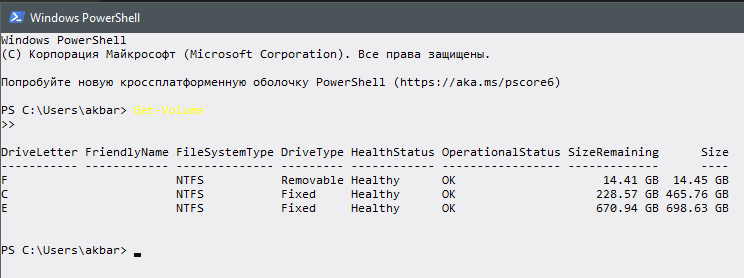 Windows PowerShell
Windows PowerShell
(C) Корпорация Майкрософт (Microsoft Corporation). Все права защищены.
Попробуйте новую кроссплатформенную оболочку PowerShell (https://aka.ms/pscore6)
PS C:\Users\akbar> Get-Volume
>>
DriveLetter FriendlyName FileSystemType DriveType HealthStatus OperationalStatus SizeRemaining Size
----------- ------------ -------------- --------- ------------ ----------------- ------------- ----
F NTFS Removable Healthy OK 14.41 GB 14.45 GB
C NTFS Fixed Healthy OK 228.57 GB 465.76 GB
E NTFS Fixed Healthy OK 670.94 GB 698.63 GB
PS C:\Users\akbar>